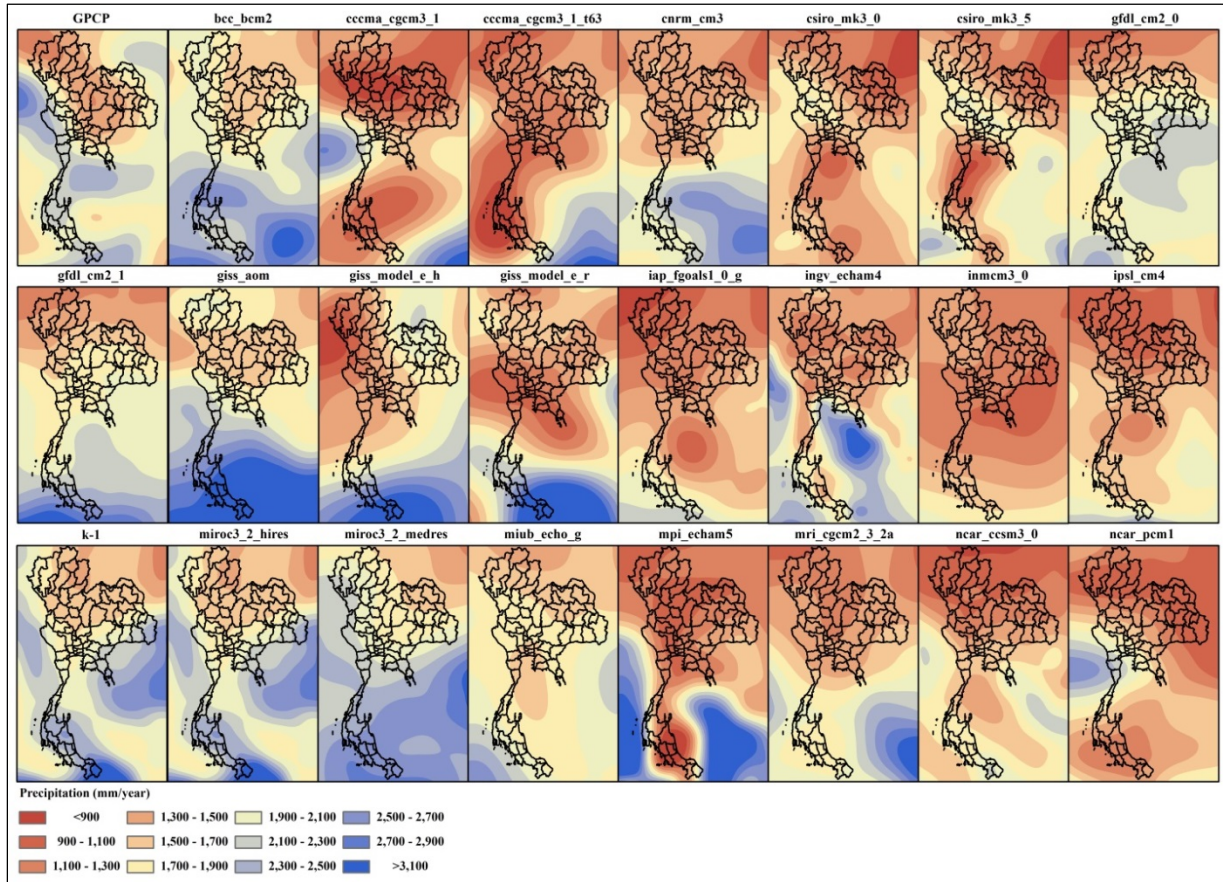 GPCP bcc_bcm2 cccma_cgcm3_1 cccma_cgcm3_1_t63 cnrm_cm3 csiro_mk3_0 csiro_mk3_5 gfdl_cm2_0
gfdl_cm2_1 giss_aom giss_model_e_h giss_model_e_r iap_fgoals1_0_g ingv_echam4 inmcm3_0 ipsl_cm4
k-1 miroc3_2_hires miroc3_2_medres miub_echo_g mpi_echam5 mri_cgcm2_3_2a ncar_ccsm3_0 ncar_pcm1
Precipitation (mm/year)
<900 1,300 - 1,500 1,900 - 2,100 2,500 - 2,700
900 - 1,100 1,500 - 1,700 2,100 - 2,300 2,700 - 2,900
1,100 - 1,300 1,700 - 1,900 2,300 - 2,500 >3,100